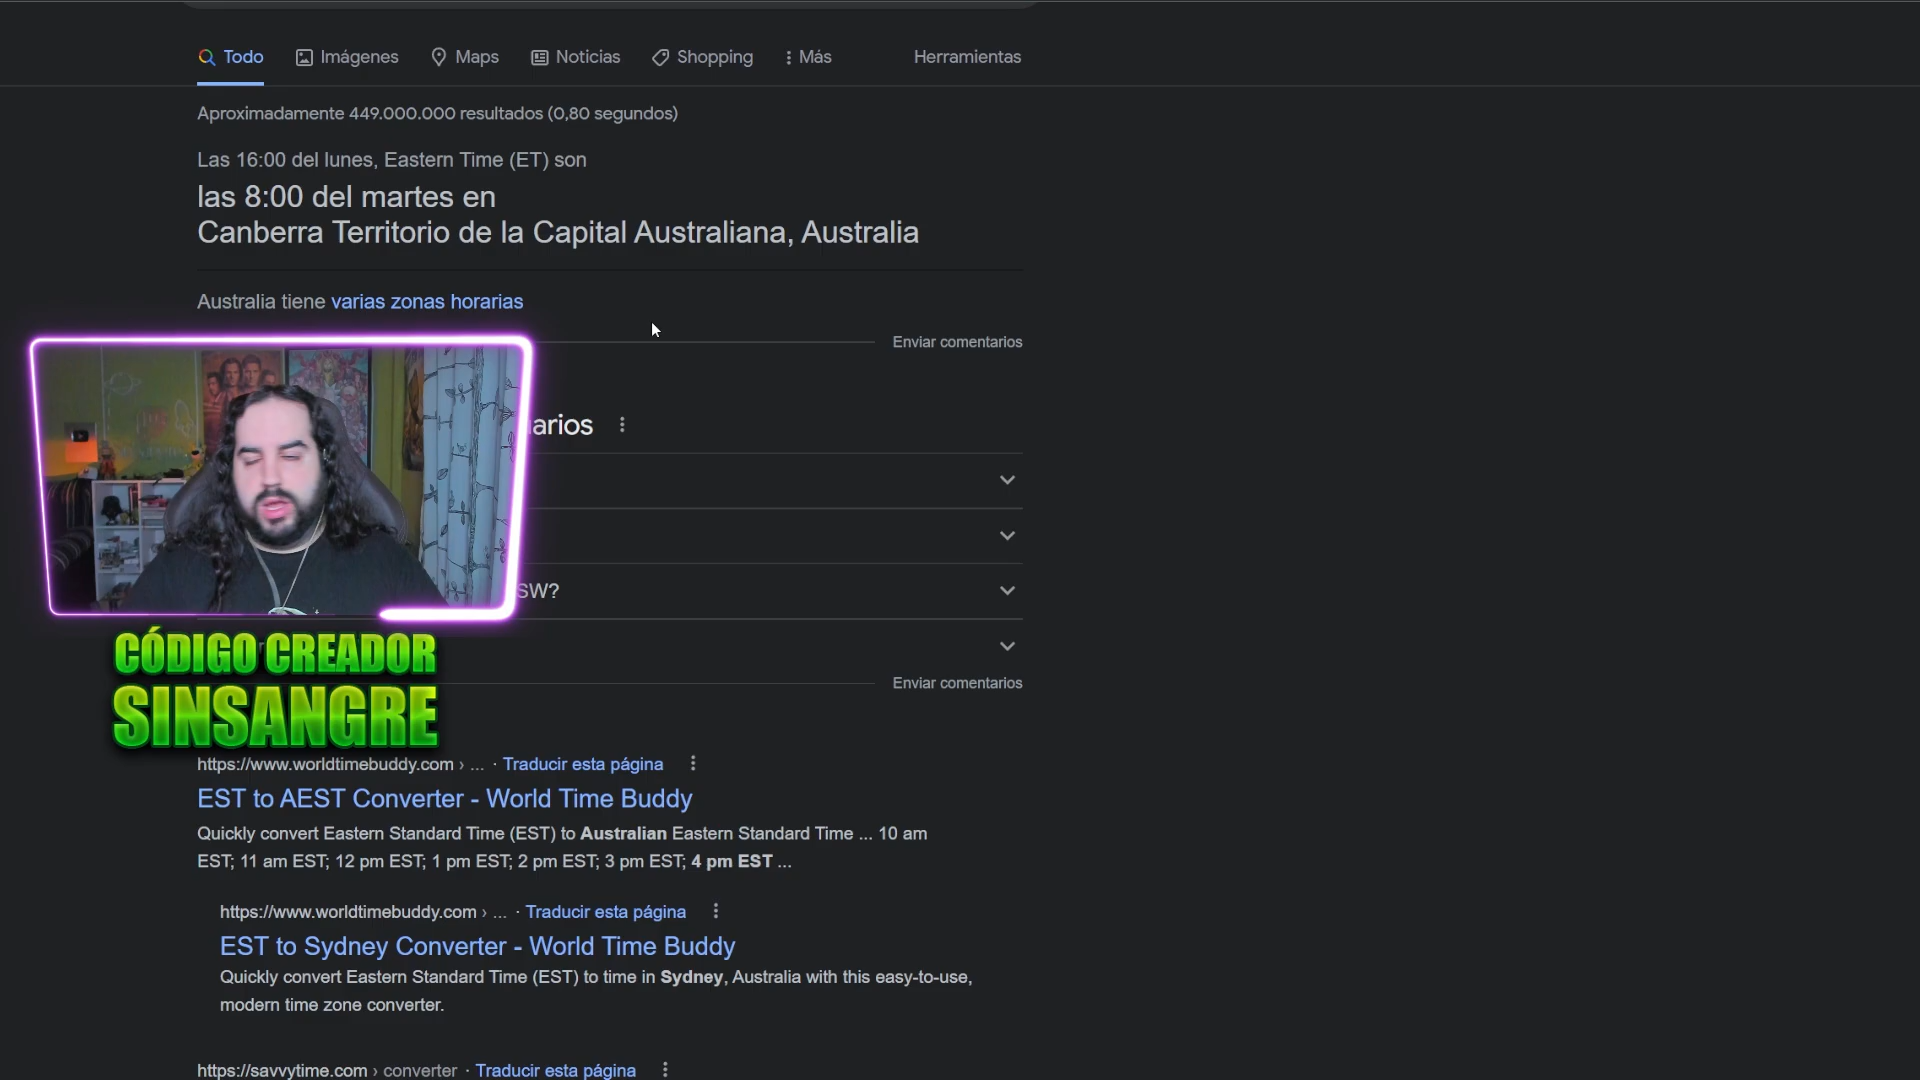 Todo Imágenes Maps Noticias Shopping Más Herramientas
Aproximadamente 449.000.000 resultados (0,80 segundos)
Las 16:00 del lunes, Eastern Time (ET) son
las 8:00 del martes en
Canberra Territorio de la Capital Australiana, Australia
Australia tiene varias zonas horarias
Enviar comentarios
arios
SW?
CÓDIGO CREADOR
SINSANGRE
Enviar comentarios
https://www.worldtimebuddy.com › ... · Traducir esta página
EST to AEST Converter - World Time Buddy
Quickly convert Eastern Standard Time (EST) to Australian Eastern Standard Time ... 10 am
EST; 11 am EST; 12 pm EST; 1 pm EST; 2 pm EST; 3 pm EST; 4 pm EST ...
https://www.worldtimebuddy.com › ... · Traducir esta página
EST to Sydney Converter - World Time Buddy
Quickly convert Eastern Standard Time (EST) to time in Sydney, Australia with this easy-to-use,
modern time zone converter.
https://savvytime.com › converter · Traducir esta página